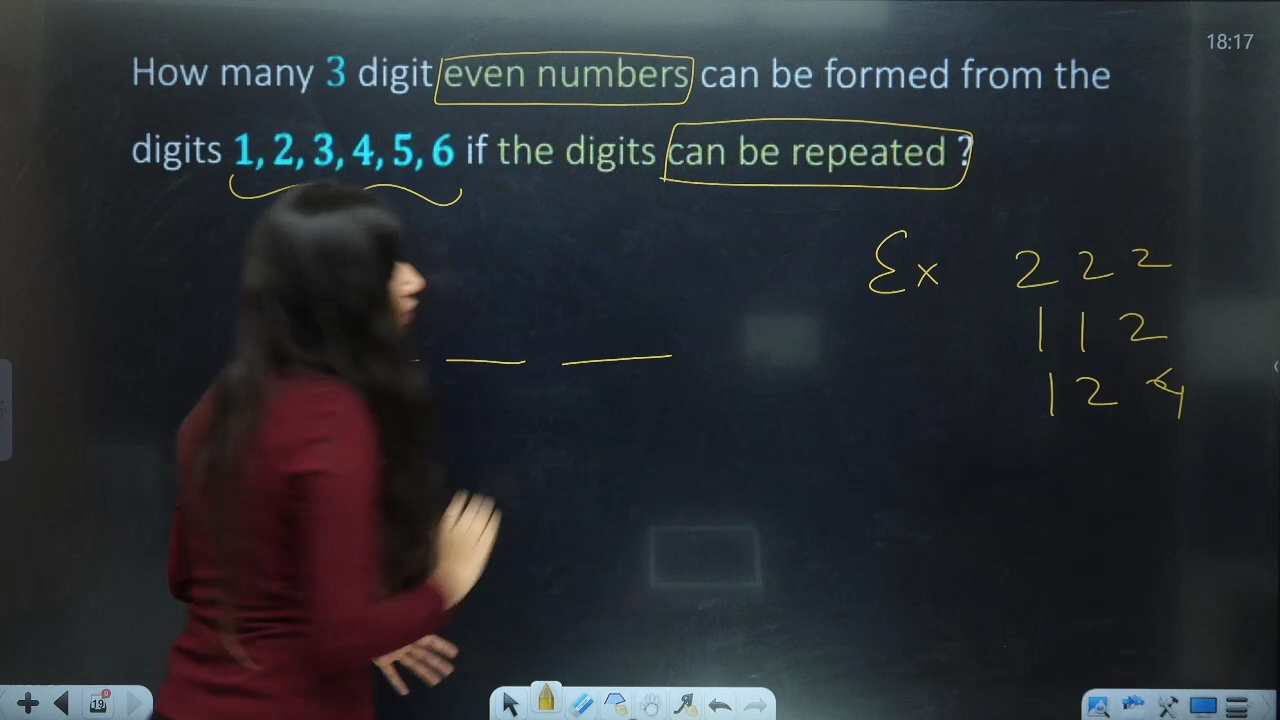 18:17
How many 3 digit even numbers can be formed from the
digits 1, 2, 3, 4, 5, 6 if the digits can be repeated ?
Ex 2 2 2
1 1 2
1 2 4
19